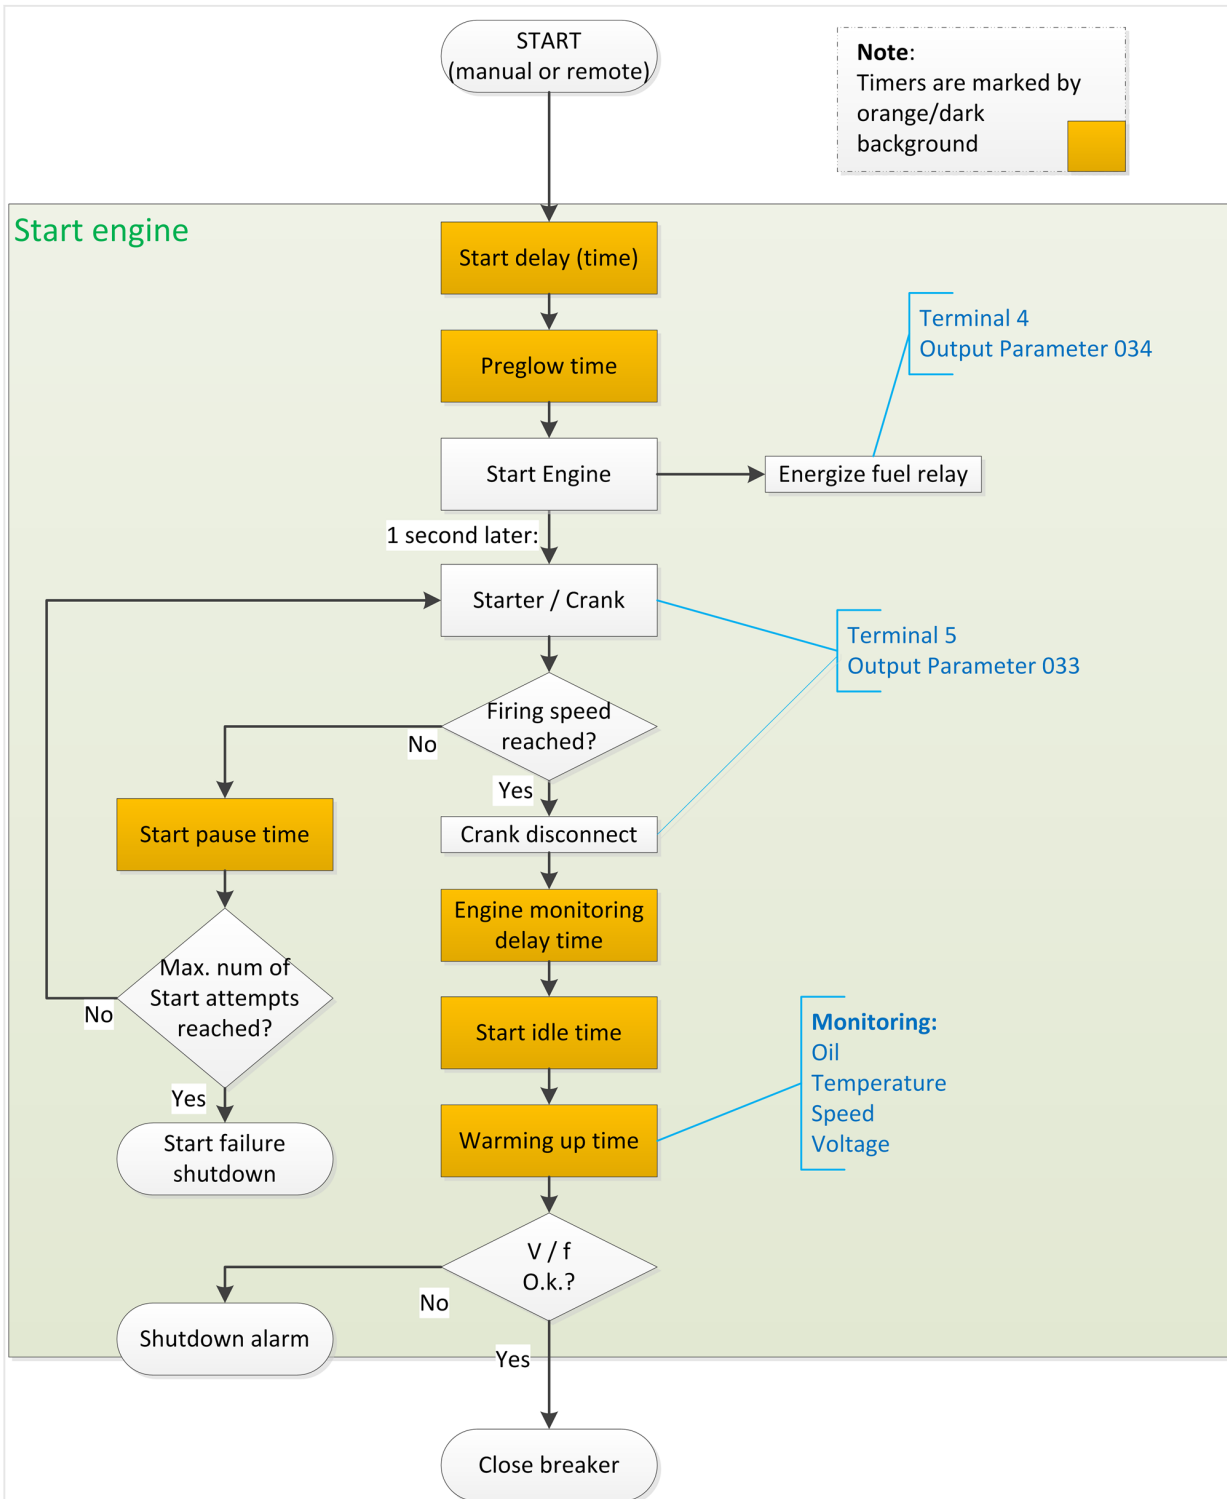 START
(manual or remote)
Note:
Timers are marked by
orange/dark
background
Start engine
Start delay (time)
Preglow time
Terminal 4
Output Parameter 034
Start Engine
Energize fuel relay
1 second later:
Starter / Crank
Terminal 5
Output Parameter 033
Firing speed
reached?
No
Yes
Start pause time
Crank disconnect
Engine monitoring
delay time
Max. num of
Start attempts
reached?
No
Yes
Start idle time
Monitoring:
Oil
Temperature
Speed
Voltage
Warming up time
Start failure
shutdown
V / f
O.k.?
No
Yes
Shutdown alarm
Close breaker